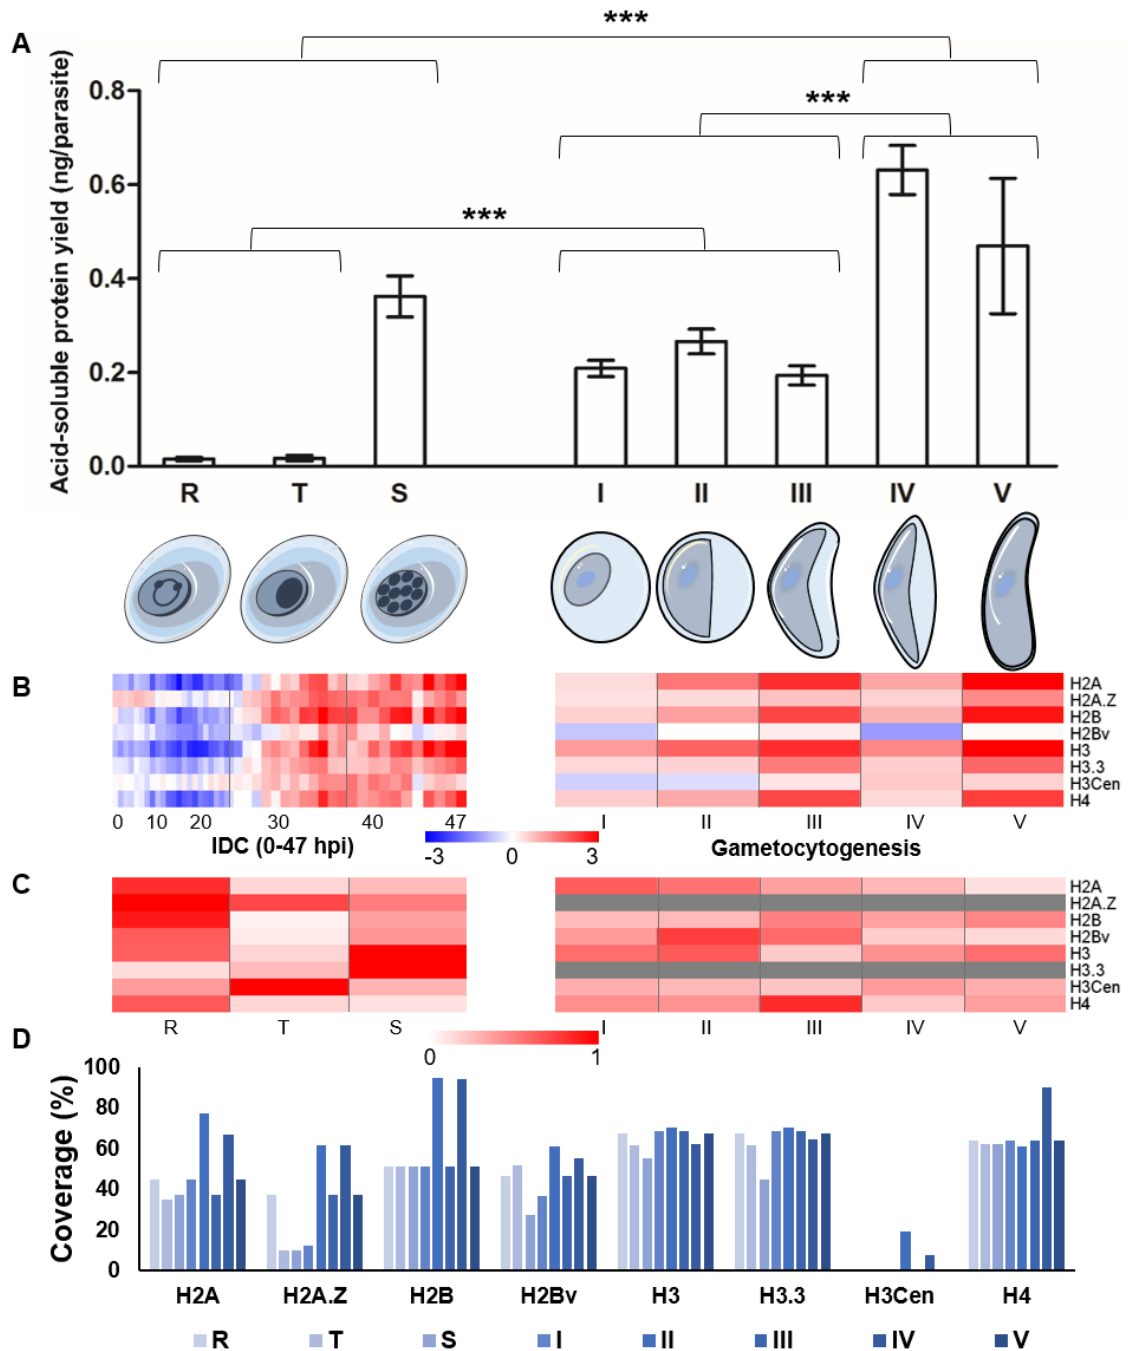 ***
A
Acid-soluble protein yield (ng/parasite)
0.8
***
0.6
***
0.4
0.2
0.0
R T S I II III IV V
B
H2A
H2A.Z
H2B
H2Bv
H3
H3.3
H3Cen
H4
0 10 20 30 40 47
I II III IV V
IDC (0-47 hpi)
-3 0 3
Gametocytogenesis
C
H2A
H2A.Z
H2B
H2Bv
H3
H3.3
H3Cen
H4
R T S I II III IV V
0 1
D
Coverage (%)
100
80
60
40
20
0
H2A H2A.Z H2B H2Bv H3 H3.3 H3Cen H4
R T S I II III IV V